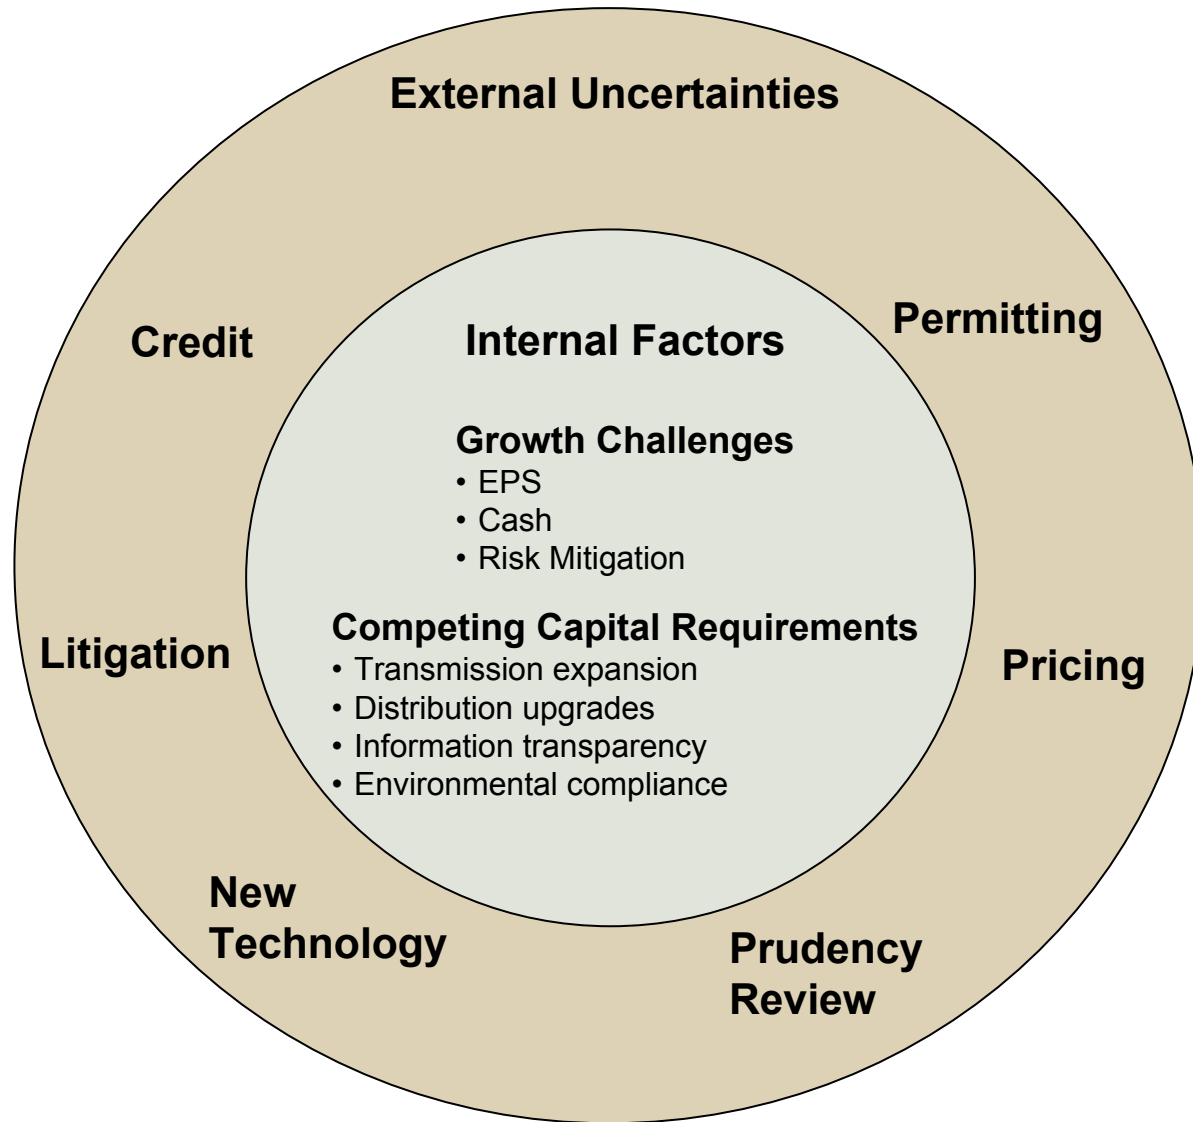 External Uncertainties
Permitting
Credit
Internal Factors
Growth Challenges
• EPS
• Cash
• Risk Mitigation
Competing Capital Requirements
• Transmission expansion
• Distribution upgrades
• Information transparency
• Environmental compliance
Litigation
Pricing
New
Technology
Prudency
Review